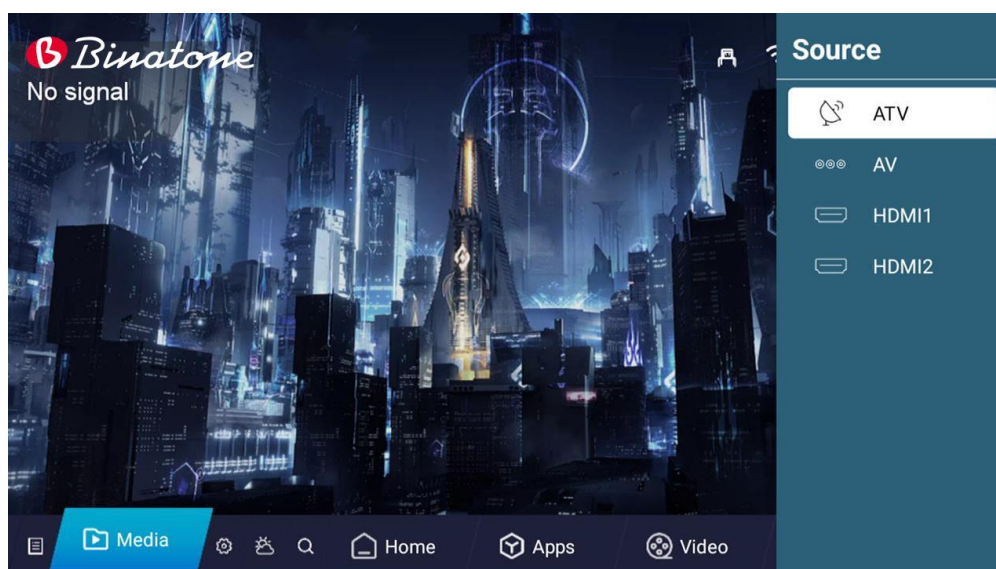 Binatone
No signal
Source
ATV
AV
HDMI1
HDMI2
Media
Home
Apps
Video